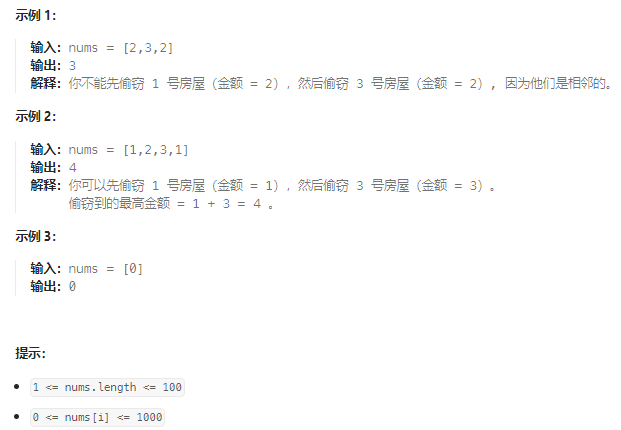 示例 1:
输入: nums = [2,3,2]
输出: 3
解释: 你不能先偷窃 1 号房屋（金额 = 2），然后偷窃 3 号房屋（金额 = 2）, 因为他们是相邻的。
示例 2:
输入: nums = [1,2,3,1]
输出: 4
解释: 你可以先偷窃 1 号房屋（金额 = 1），然后偷窃 3 号房屋（金额 = 3）。
偷窃到的最高金额 = 1 + 3 = 4 。
示例 3:
输入: nums = [0]
输出: 0
提示:
• 1 <= nums.length <= 100
• 0 <= nums[i] <= 1000